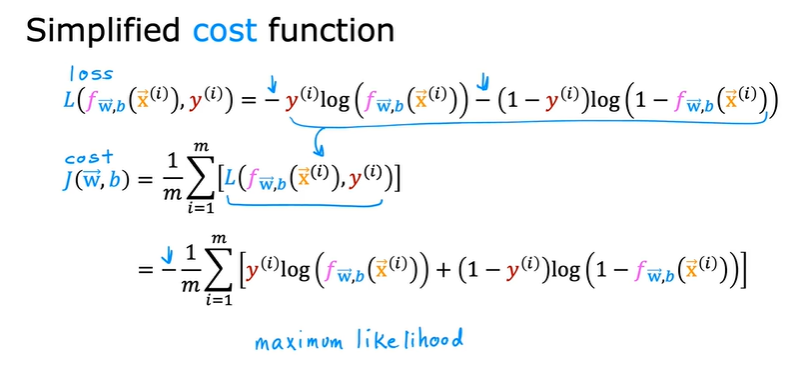 Simplified cost function
loss
L(f_{\vec{w},b}(\vec{x}^{(i)}), y^{(i)}) = − y^{(i)}log(f_{\vec{w},b}(\vec{x}^{(i)})) − (1 − y^{(i)})log(1 − f_{\vec{w},b}(\vec{x}^{(i)}))
cost
J(\vec{w}, b) = \frac{1}{m} \sum_{i=1}^{m} [L(f_{\vec{w},b}(\vec{x}^{(i)}), y^{(i)})]
= − \frac{1}{m} \sum_{i=1}^{m} [y^{(i)}log(f_{\vec{w},b}(\vec{x}^{(i)})) + (1 − y^{(i)})log(1 − f_{\vec{w},b}(\vec{x}^{(i)}))]
maximum likelihood